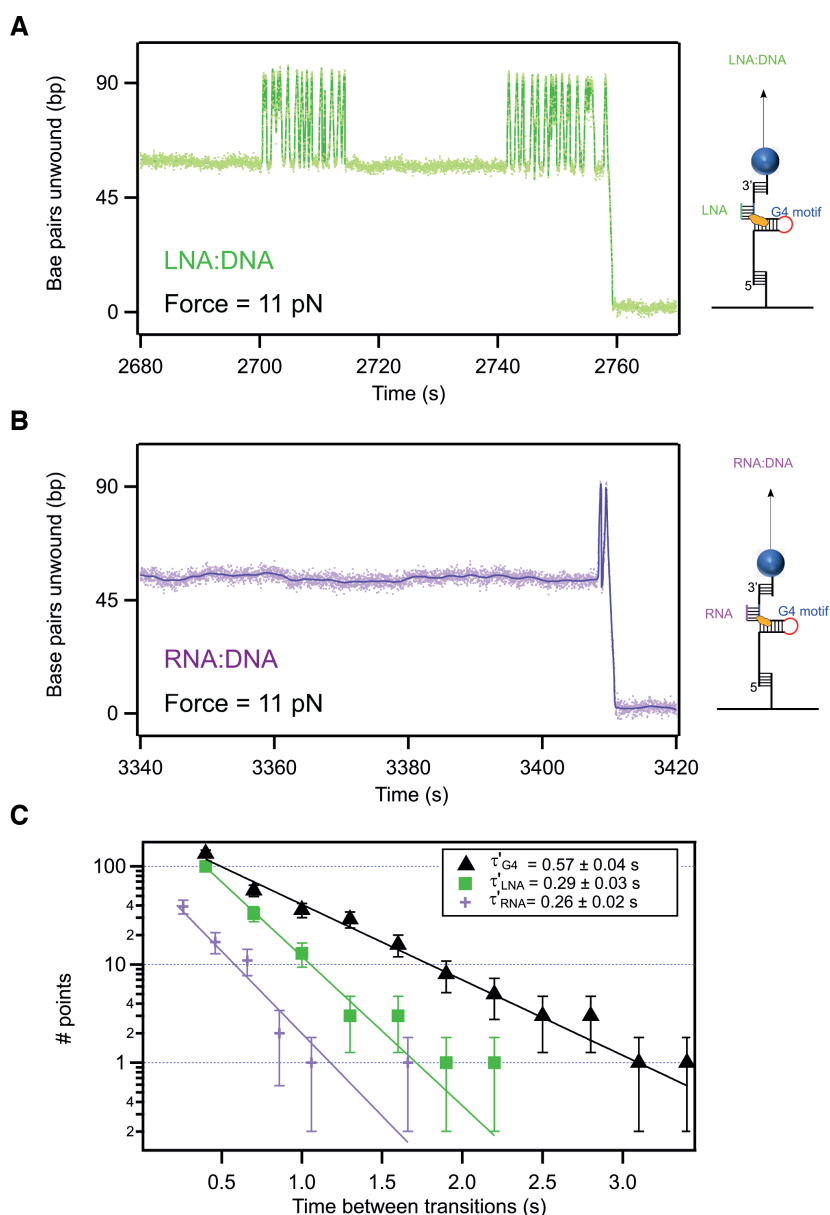 A
Bae pairs unwound (bp)
90
45
0
LNA:DNA
Force = 11 pN
2680 2700 2720 2740 2760
Time (s)
LNA:DNA
3'
LNA
G4 motif
5'
B
Base pairs unwound (bp)
90
45
0
RNA:DNA
Force = 11 pN
3340 3360 3380 3400 3420
Time (s)
RNA:DNA
3'
RNA
G4 motif
5'
C
# points
100
4
2
10
4
2
1
4
2
τ'G4 = 0.57 ± 0.04 s
τ'LNA = 0.29 ± 0.03 s
τ'RNA= 0.26 ± 0.02 s
0.5 1.0 1.5 2.0 2.5 3.0
Time between transitions (s)